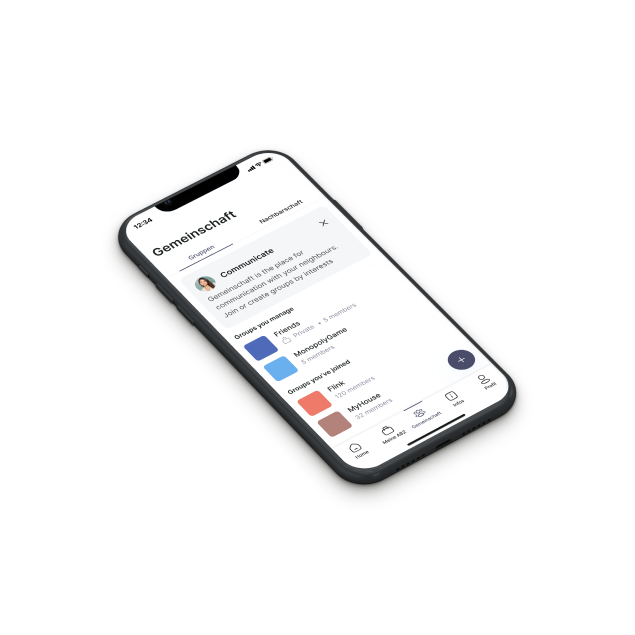 12:34
Gemeinschaft
Gruppen
Nachbarschaft
Communicate
Gemeinschaft is the place for
communication with your neighbours.
Join or create groups by interests
Groups you manage
Friends
Private • 5 members
MonopolyGame
5 members
Groups you've joined
Flink
120 members
MyHouse
32 members
Home
Meine ABZ
Gemeinschaft
Infos
Profil